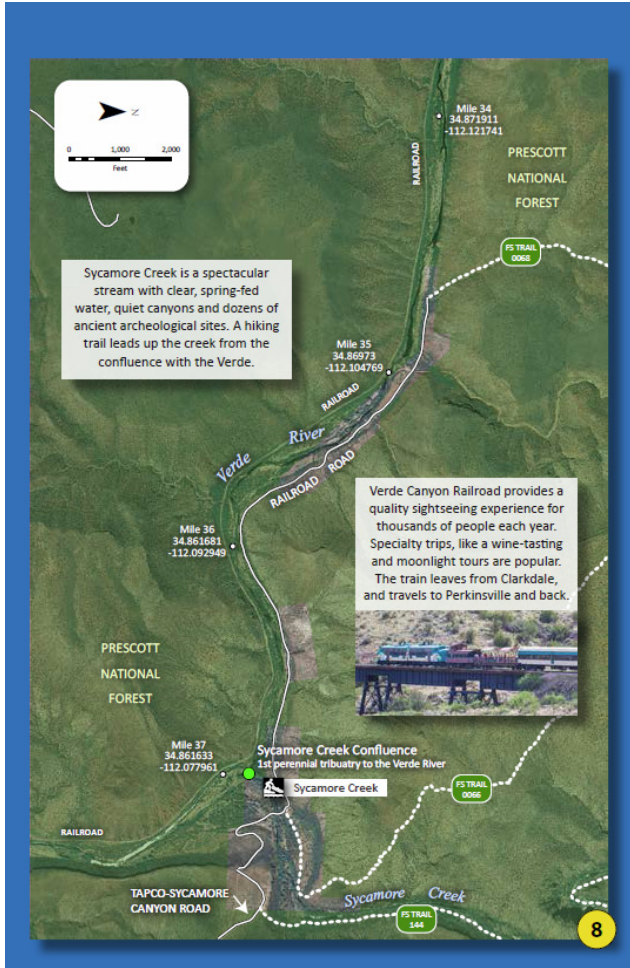 N
0 1,000 2,000
Feet
Mile 34
34.871911
-112.121741
RAILROAD
PRESCOTT
NATIONAL
FOREST
FS TRAIL
0068
Sycamore Creek is a spectacular
stream with clear, spring-fed
water, quiet canyons and dozens of
ancient archeological sites. A hiking
trail leads up the creek from the
confluence with the Verde.
Mile 35
34.86973
-112.104769
RAILROAD
Verde River
RAILROAD ROAD
Verde Canyon Railroad provides a
quality sightseeing experience for
thousands of people each year.
Specialty trips, like a wine-tasting
and moonlight tours are popular.
The train leaves from Clarkdale,
and travels to Perkinsville and back.
Mile 36
34.861681
-112.092949
PRESCOTT
NATIONAL
FOREST
Mile 37
34.861633
-112.077961
Sycamore Creek Confluence
1st perennial tribuatry to the Verde River
Sycamore Creek
FS TRAIL
0066
RAILROAD
TAPCO-SYCAMORE
CANYON ROAD
Sycamore Creek
FS TRAIL
144
8